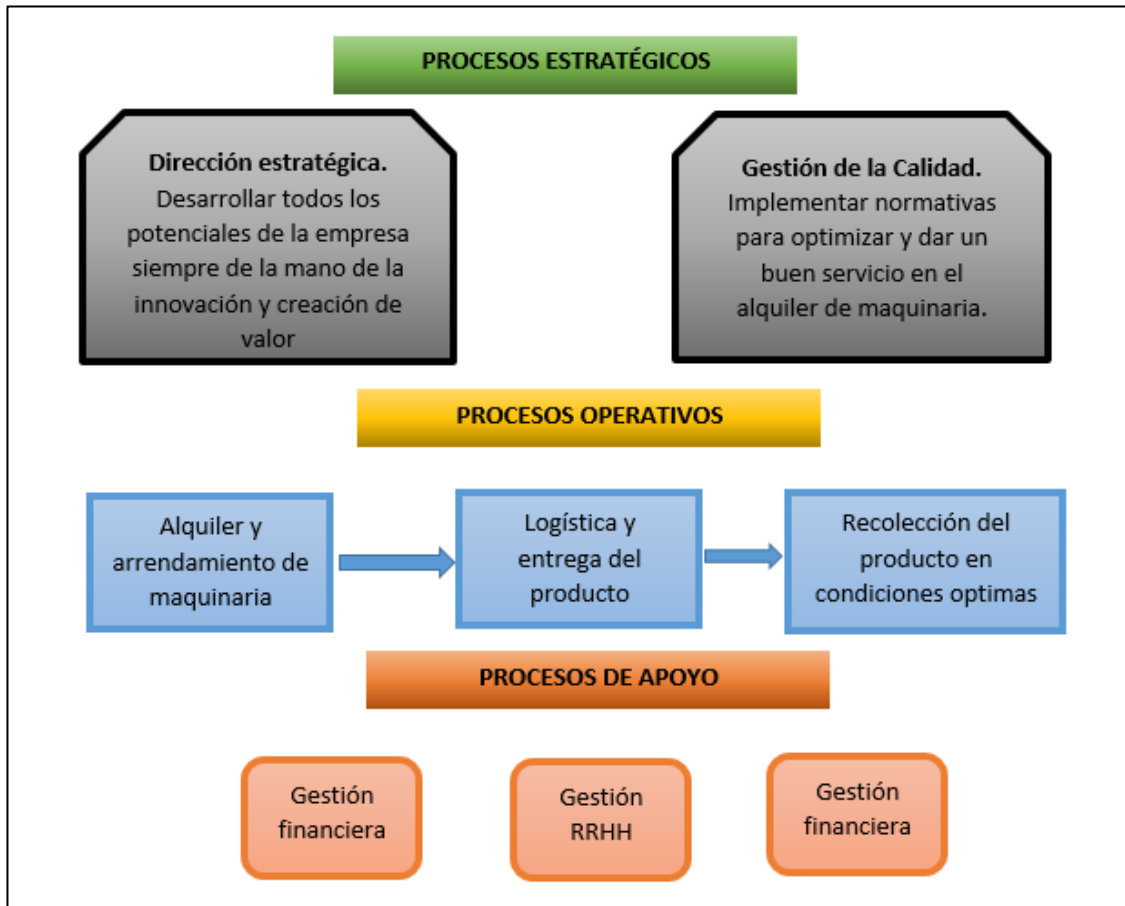 PROCESOS ESTRATÉGICOS
Dirección estratégica.
Desarrollar todos los
potenciales de la empresa
siempre de la mano de la
innovación y creación de
valor
Gestión de la Calidad.
Implementar normativas
para optimizar y dar un
buen servicio en el
alquiler de maquinaria.
PROCESOS OPERATIVOS
Alquiler y
arrendamiento de
maquinaria
Logística y
entrega del
producto
Recolección del
producto en
condiciones optimas
PROCESOS DE APOYO
Gestión
financiera
Gestión
RRHH
Gestión
financiera